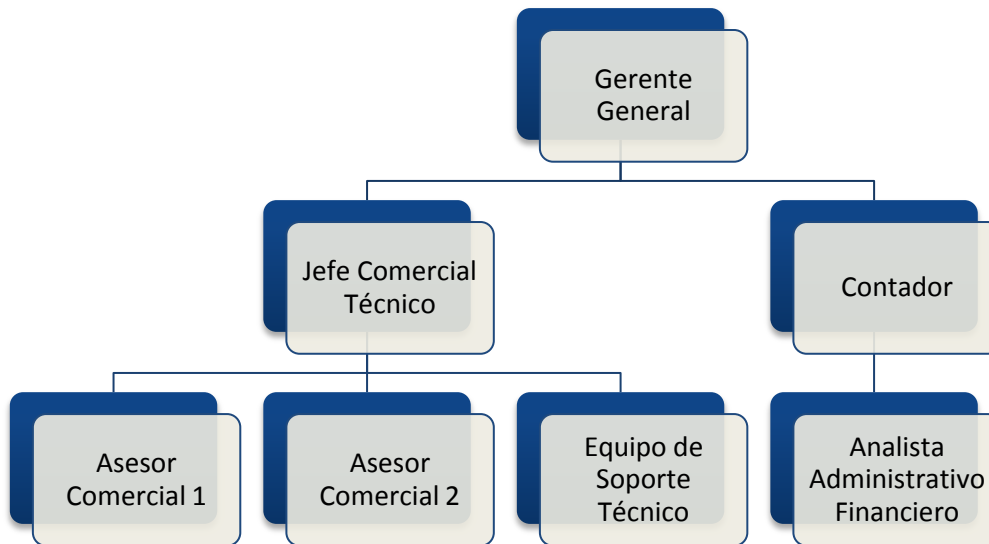 Gerente
General
Jefe Comercial
Técnico
Contador
Asesor
Comercial 1
Asesor
Comercial 2
Equipo de
Soporte
Técnico
Analista
Administrativo
Financiero